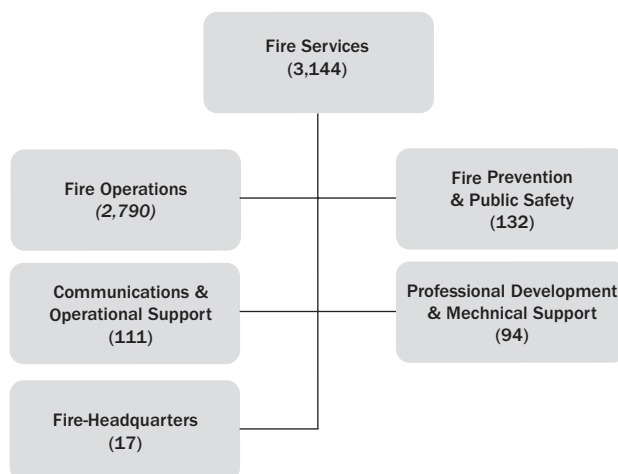 Fire Services
(3,144)
Fire Operations
(2,790)
Fire Prevention
& Public Safety
(132)
Communications &
Operational Support
(111)
Professional Development
& Mechnical Support
(94)
Fire-Headquarters
(17)